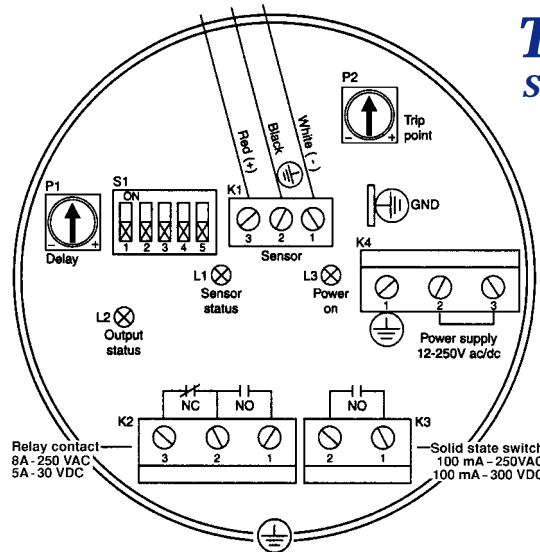 T
S
P2
Trip
point
Red (+)
Black
White (-)
P1
- +
Delay
S1
ON
1 2 3 4 5
K1
3 2 1
Sensor
- +
GND
K4
1 2 3
Power supply
12-250V ac/dc
L1
Sensor
status
L3
Power
on
L2
Output
status
NC NO
K2
3 2 1
NO
K3
2 1
Relay contact
8A-250 VAC
5A-30 VDC
Solid state switch
100 mA-250VAC
100 mA-300 VDC